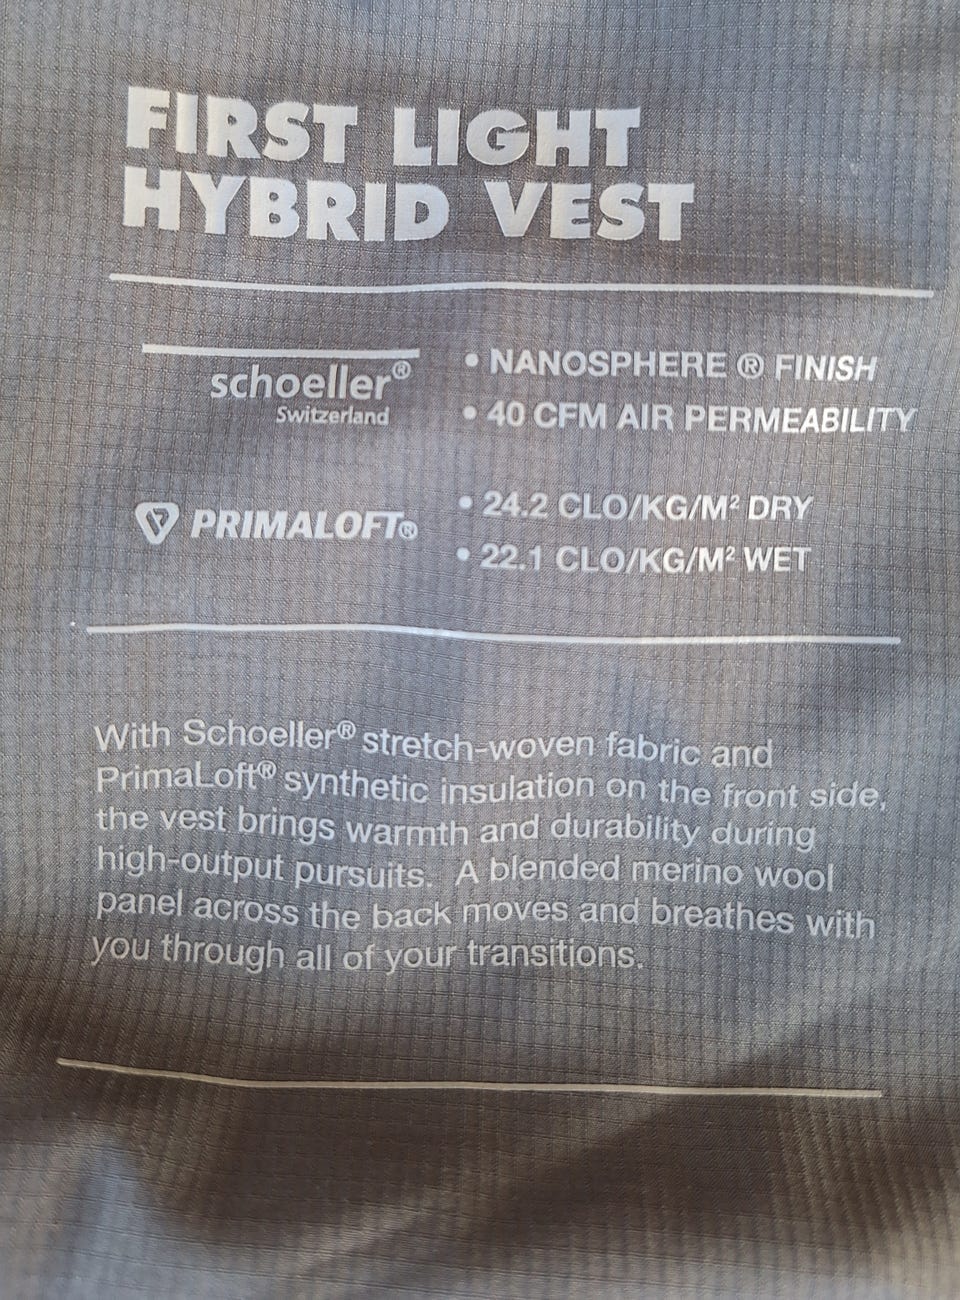 FIRST LIGHT
HYBRID VEST
schoeller®
Switzerland
• NANOSPHERE ® FINISH
• 40 CFM AIR PERMEABILITY
PRIMALOFT®
• 24.2 CLO/KG/M² DRY
• 22.1 CLO/KG/M² WET
With Schoeller® stretch-woven fabric and
PrimaLoft® synthetic insulation on the front side,
the vest brings warmth and durability during
high-output pursuits. A blended merino wool
panel across the back moves and breathes with
you through all of your transitions.